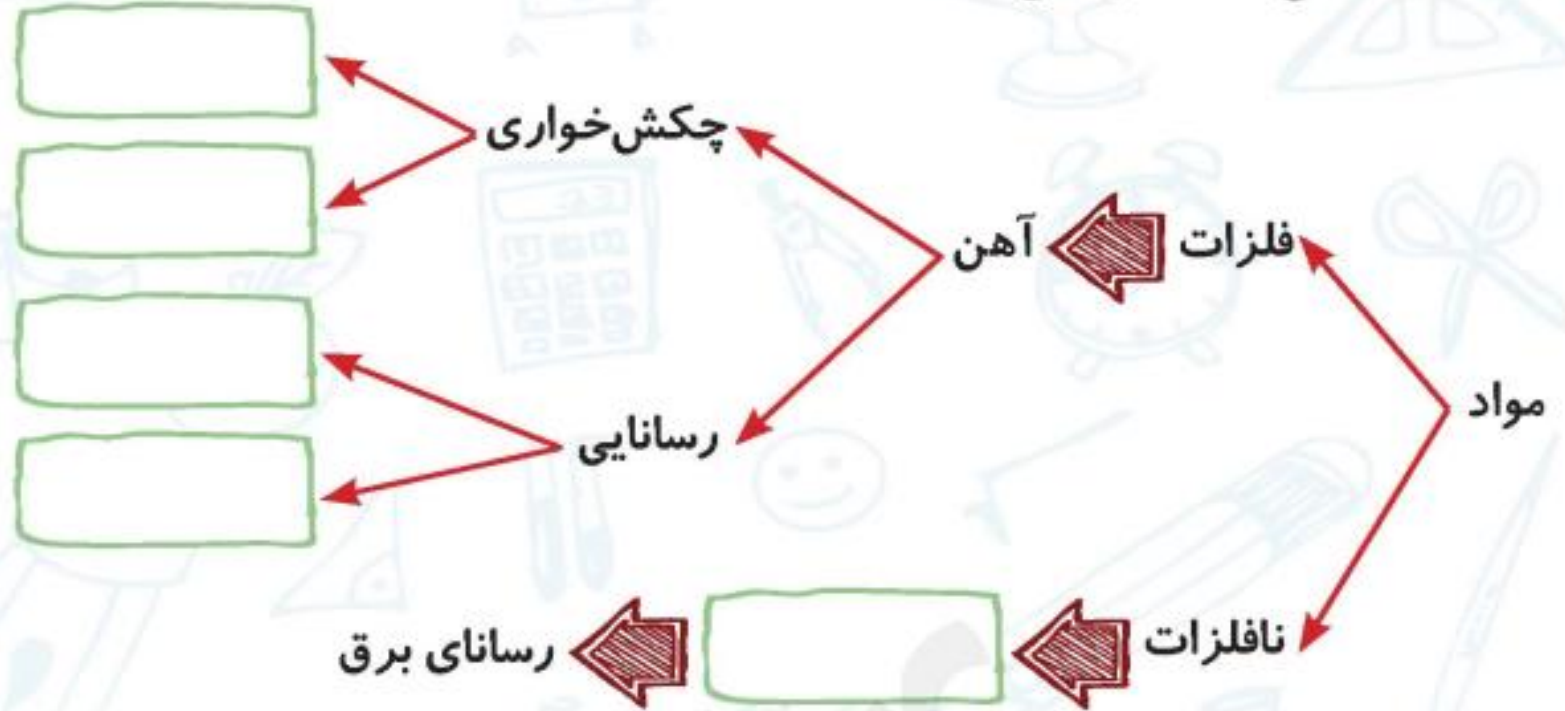 چکش‌خواری
فلزات
آهن
مواد
رسانایی
نافلزات
رسانای برق